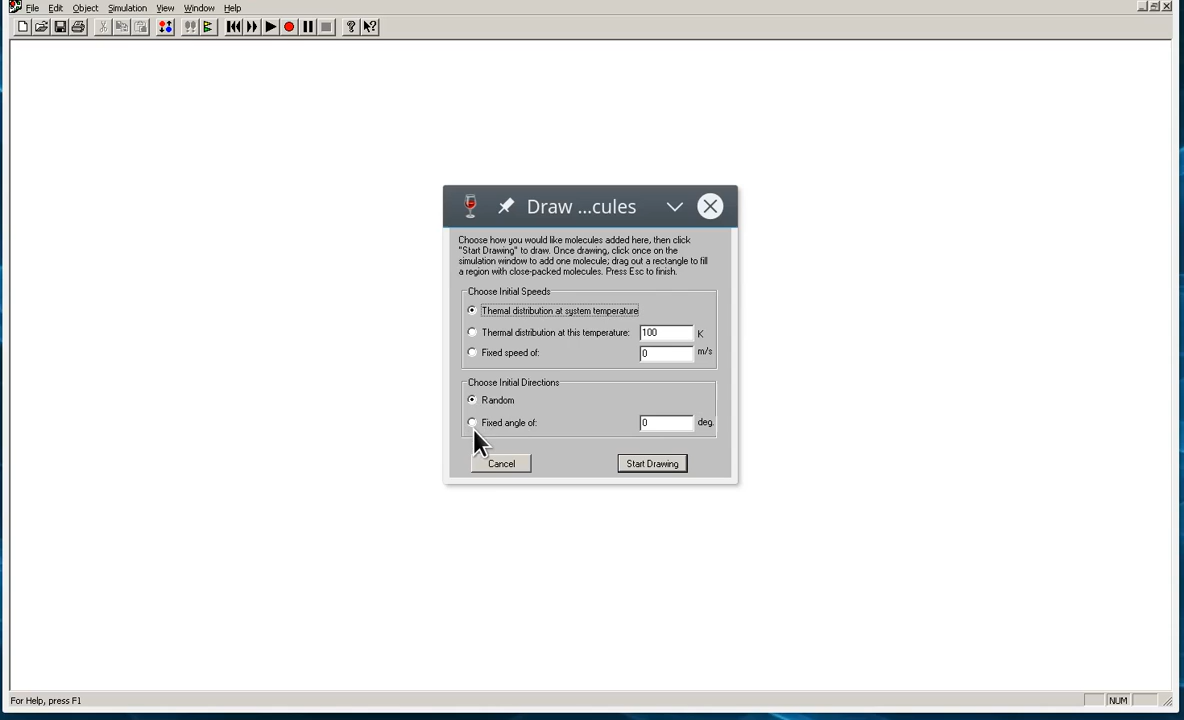 File Edit Object Simulation View Window Help
Draw ...cules
Choose how you would like molecules added here, then click
"Start Drawing" to draw. Once drawing, click once on the
simulation window to add one molecule; drag out a rectangle to fill
a region with close-packed molecules. Press Esc to finish.
Choose Initial Speeds
Themal distribution at system temperature
Thermal distribution at this temperature: 100 K
Fixed speed of: 0 m/s
Choose Initial Directions
Random
Fixed angle of: 0 deg.
Cancel Start Drawing
For Help, press F1 NUM